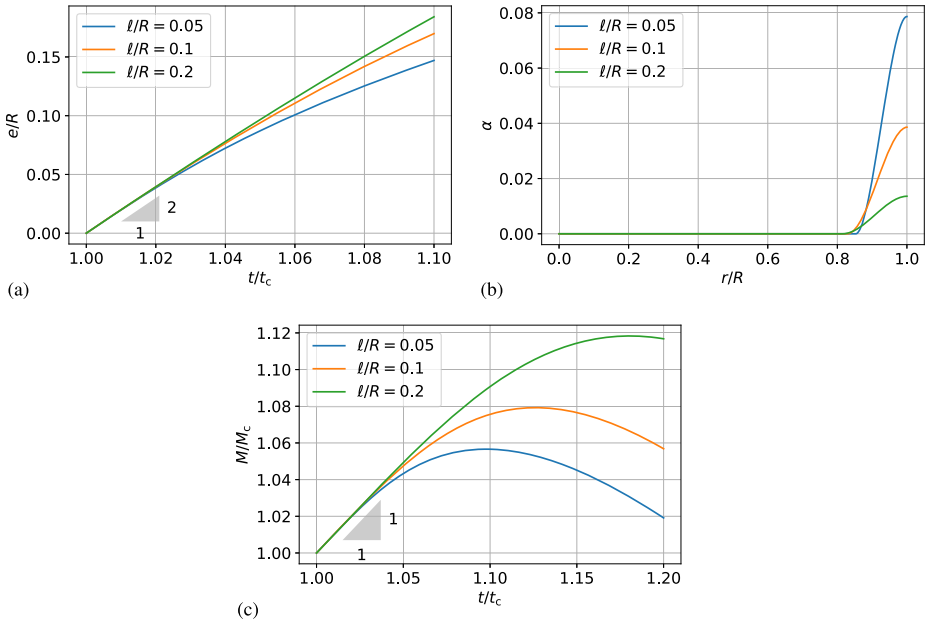 ℓ/R = 0.05
ℓ/R = 0.1
ℓ/R = 0.2
e/R
0.15
0.10
0.05
0.00
2
1
1.00 1.02 1.04 1.06 1.08 1.10
t/t_c
(a)
ℓ/R = 0.05
ℓ/R = 0.1
ℓ/R = 0.2
α
0.08
0.06
0.04
0.02
0.00
0.0 0.2 0.4 0.6 0.8 1.0
r/R
(b)
ℓ/R = 0.05
ℓ/R = 0.1
ℓ/R = 0.2
M/M_c
1.12
1.10
1.08
1.06
1.04
1.02
1.00
1
1
1.00 1.05 1.10 1.15 1.20
t/t_c
(c)